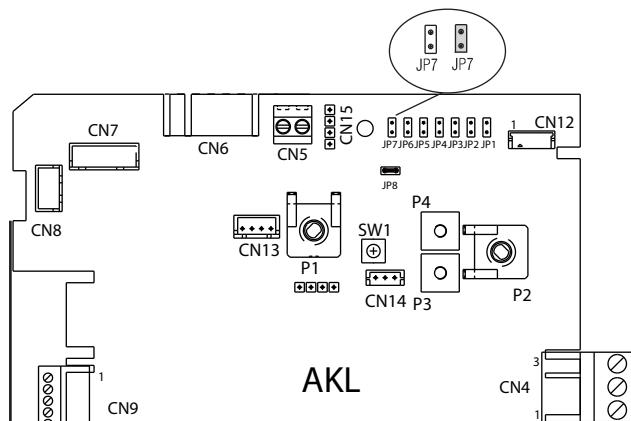 JP7 JP7
CN7
CN6
CN5
CN15
JP7 JP6 JP5 JP4 JP3 JP2 JP1
1
CN12
JP8
CN8
CN13
P1
SW1
P4
CN14
P3
P2
AKL
1
CN9
3
CN4
1